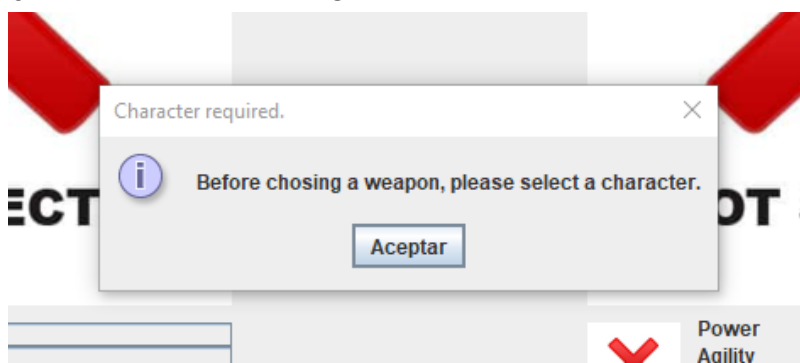 Character required.
Before chosing a weapon, please select a character.
ECT
OT
Aceptar
Power
Agility